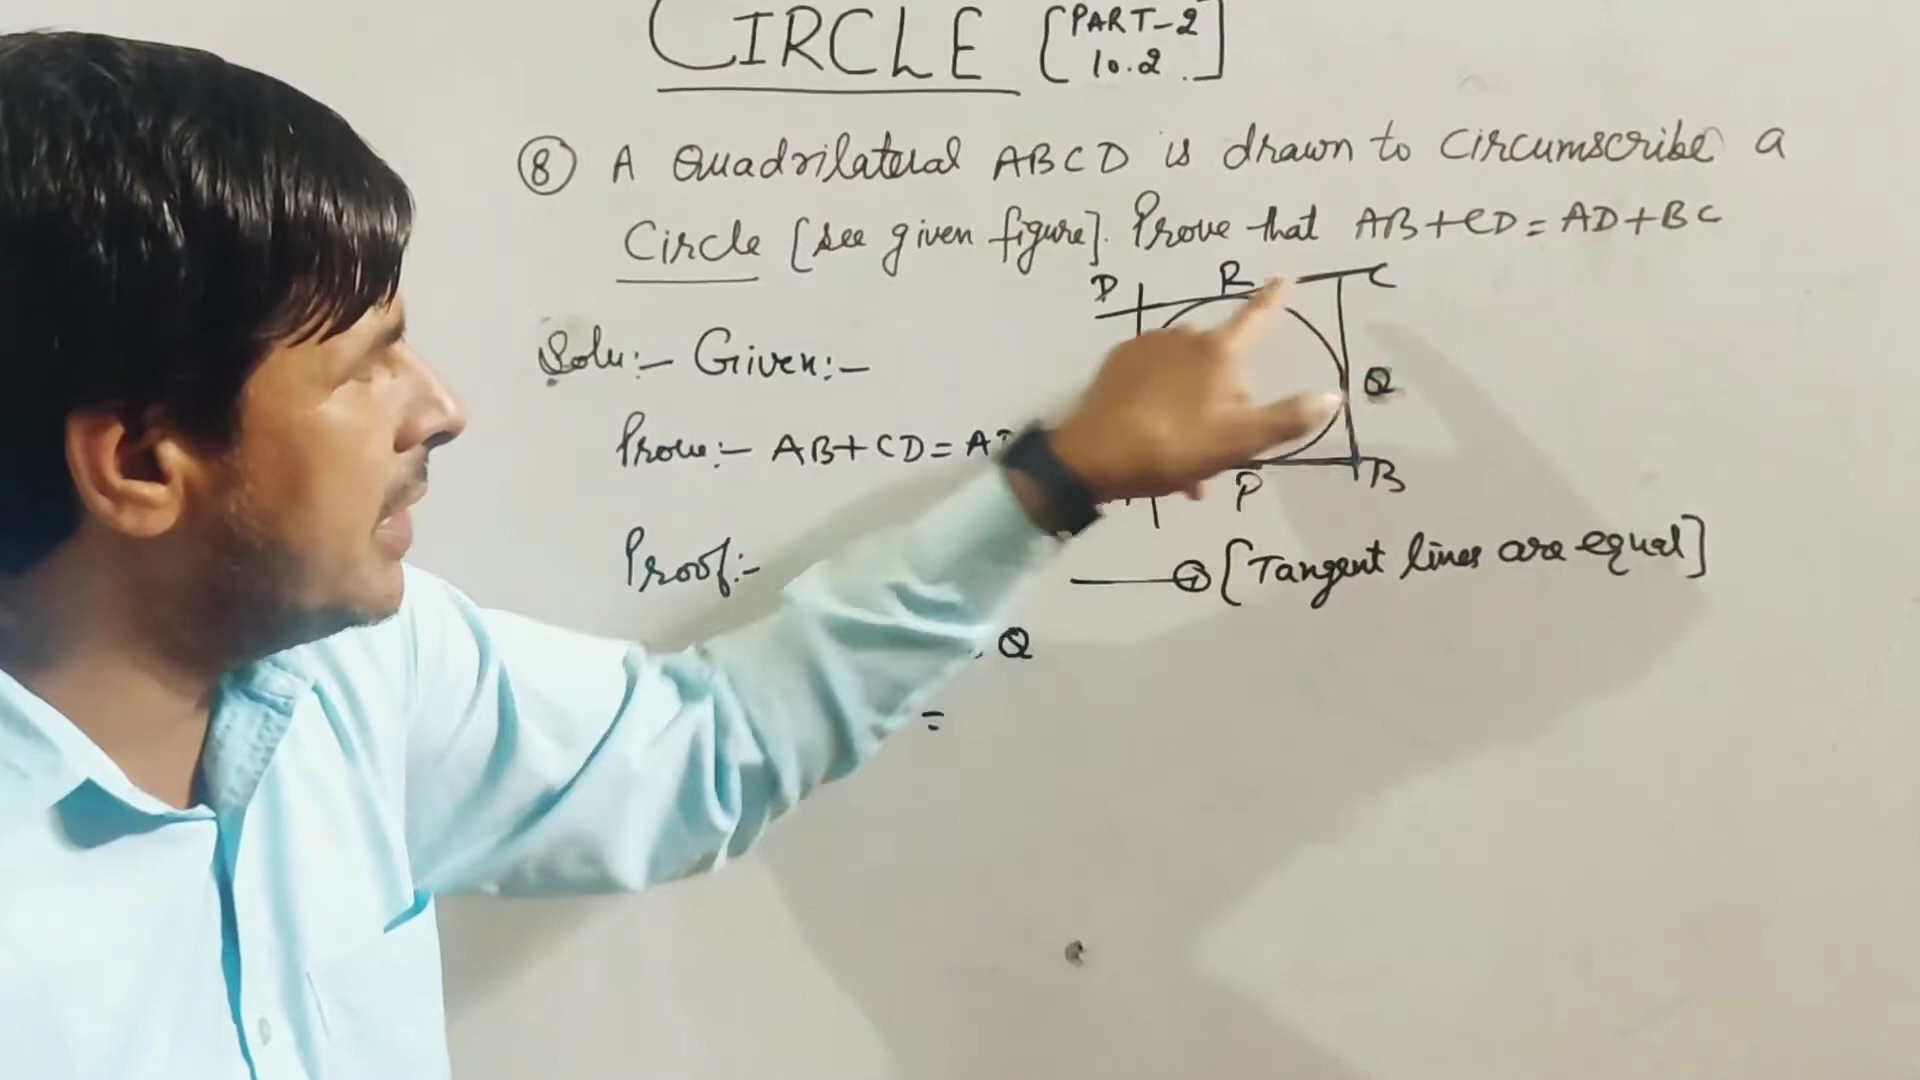 CIRCLE [PART-2
10.2]
⑧ A Quadrilateral ABCD is drawn to circumscribe a
Circle [see given figure]. Prove that AB+CD=AD+BC
D R C
Solu:- Given:-
Q
Prove:- AB+CD=A
P B
Proof:-
[Tangent lines are equal]
Q
=